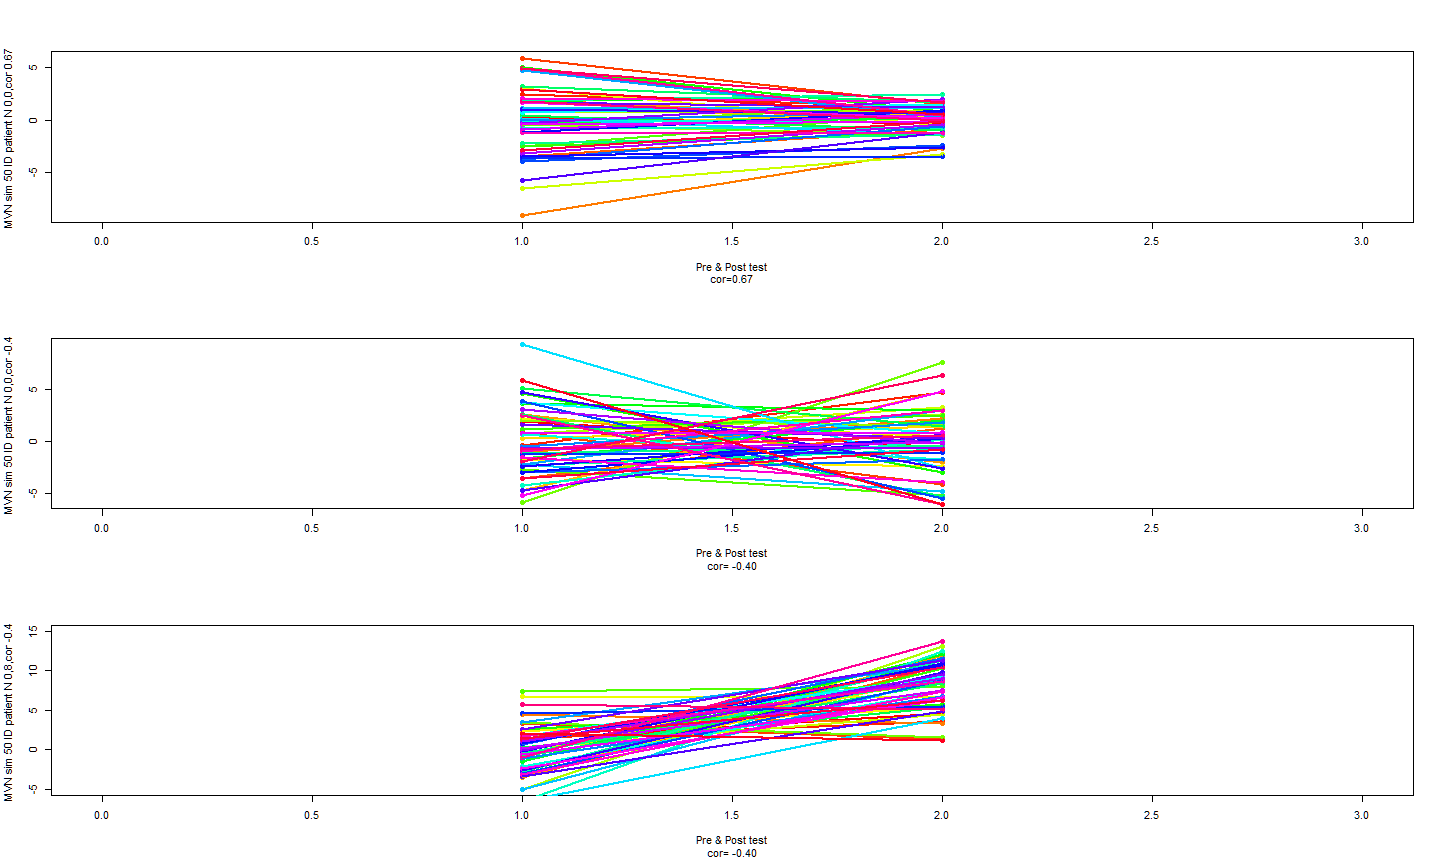 MVN sim 50 ID patient N 0,0,cor 0.67
5
0
-5
0.0 0.5 1.0 1.5 2.0 2.5 3.0
Pre & Post test
cor=0.67
MVN sim 50 ID patient N 0,0,cor -0.4
5
0
-5
0.0 0.5 1.0 1.5 2.0 2.5 3.0
Pre & Post test
cor= -0.40
MVN sim 50 ID patient N 0,8,cor -0.4
15
10
5
0
-5
0.0 0.5 1.0 1.5 2.0 2.5 3.0
Pre & Post test
cor= -0.40